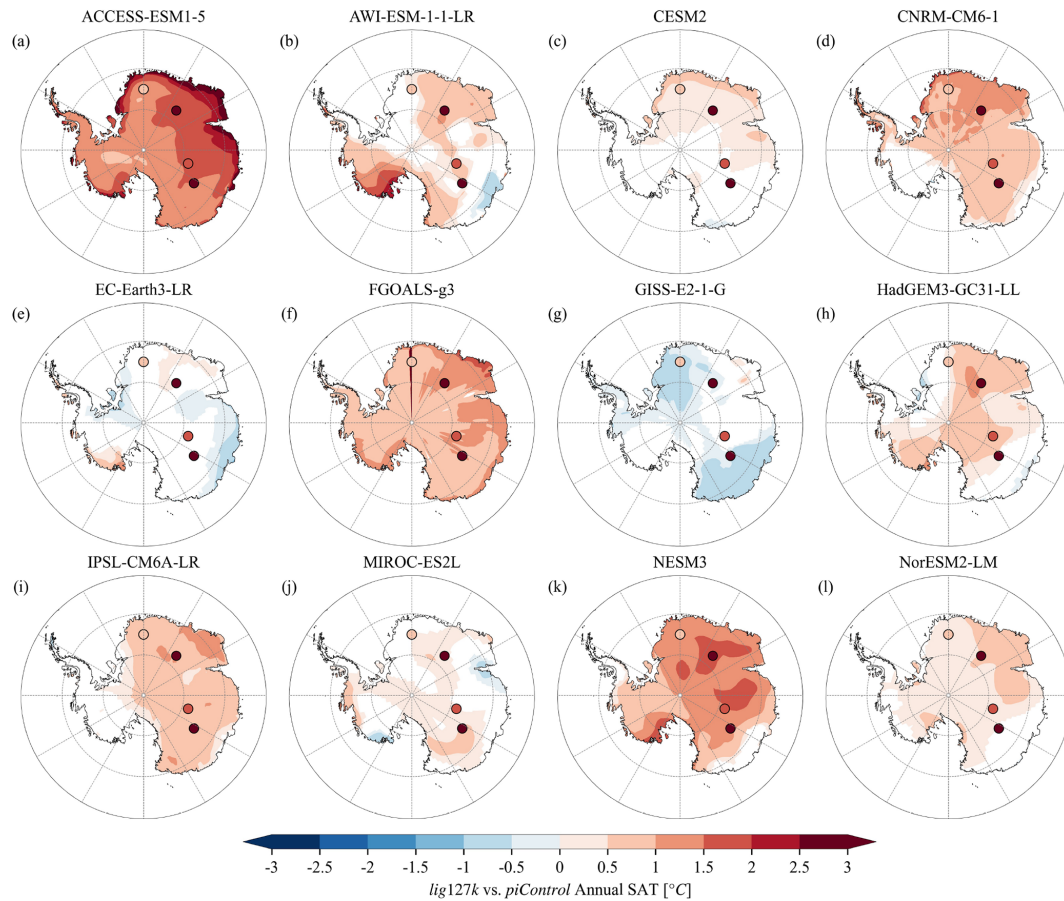 ACCESS-ESM1-5 AWI-ESM-1-1-LR CESM2 CNRM-CM6-1
(a) (b) (c) (d)
EC-Earth3-LR FGOALS-g3 GISS-E2-1-G HadGEM3-GC31-LL
(e) (f) (g) (h)
IPSL-CM6A-LR MIROC-ES2L NESM3 NorESM2-LM
(i) (j) (k) (l)
-3 -2.5 -2 -1.5 -1 -0.5 0 0.5 1 1.5 2 2.5 3
lig127k vs. piControl Annual SAT [°C]